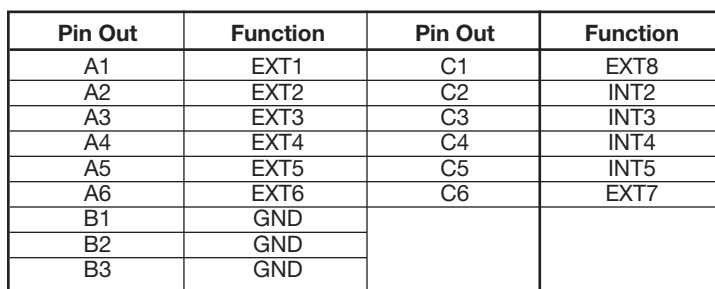 Pin Out Function Pin Out Function
A1 EXT1 C1 EXT8
A2 EXT2 C2 INT2
A3 EXT3 C3 INT3
A4 EXT4 C4 INT4
A5 EXT5 C5 INT5
A6 EXT6 C6 EXT7
B1 GND
B2 GND
B3 GND